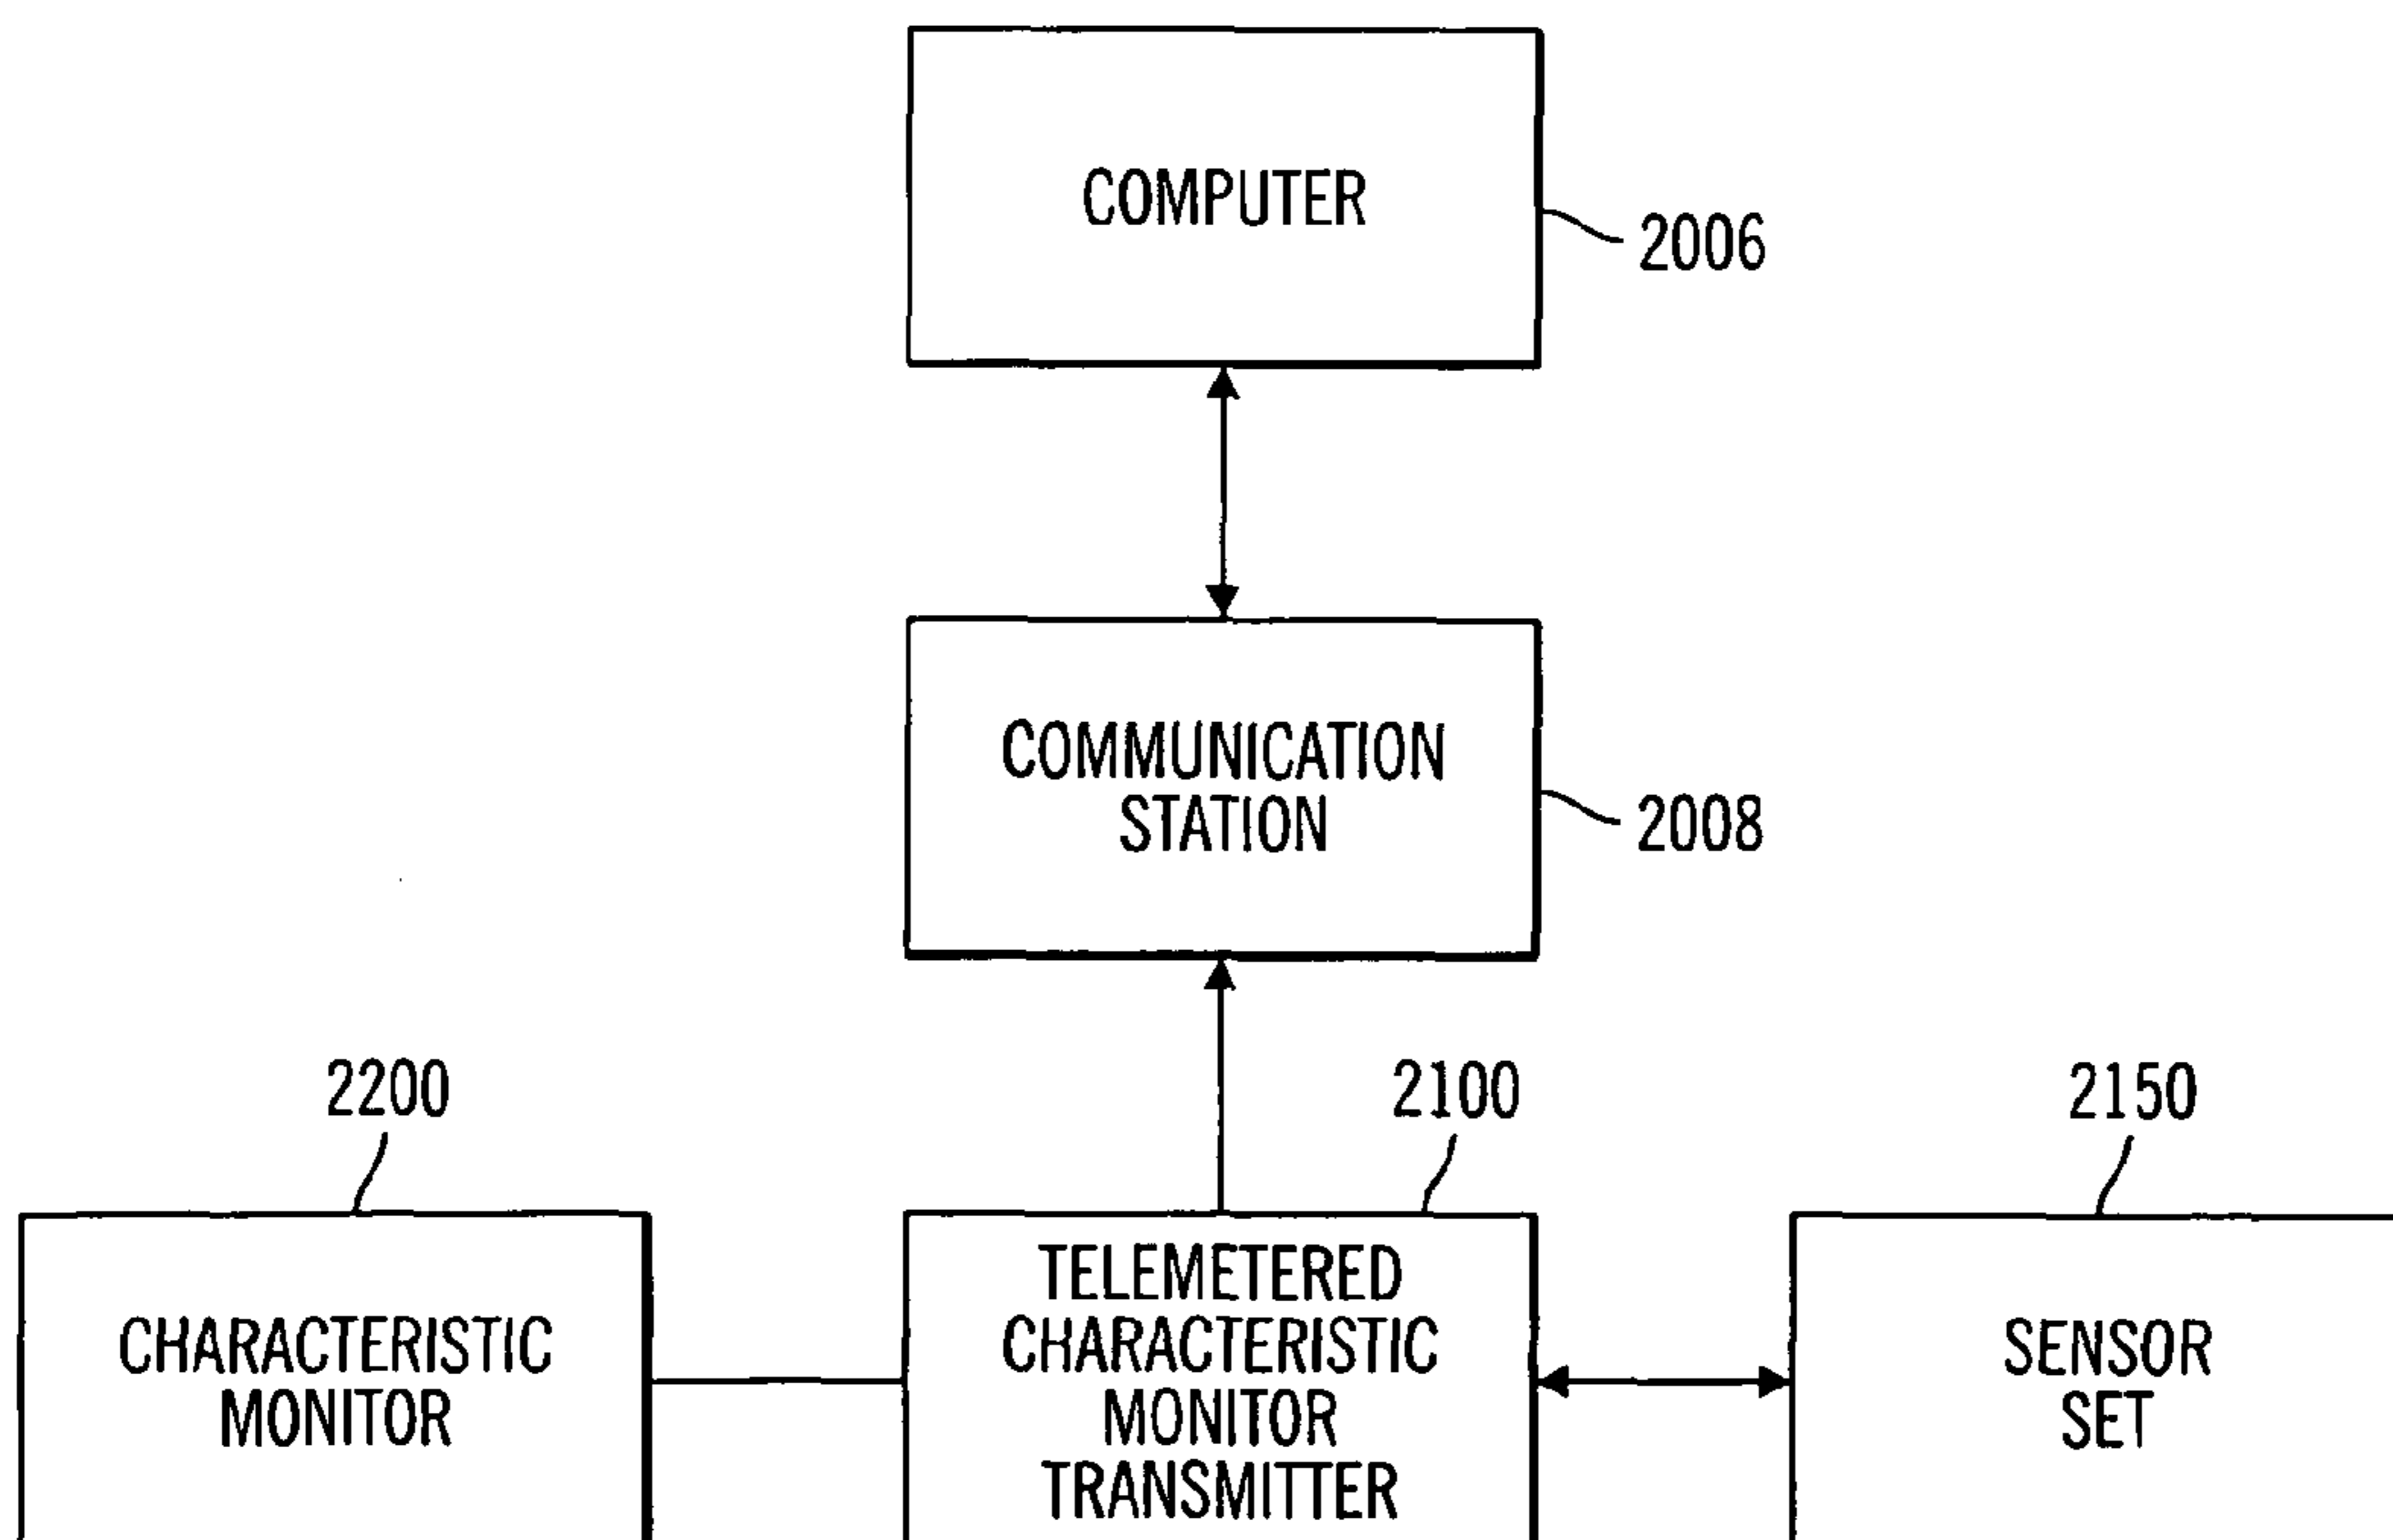 COMPUTER
2006
COMMUNICATION
STATION
2008
2200
2100
2150
CHARACTERISTIC
MONITOR
TELEMETERED
CHARACTERISTIC
MONITOR
TRANSMITTER
SENSOR
SET